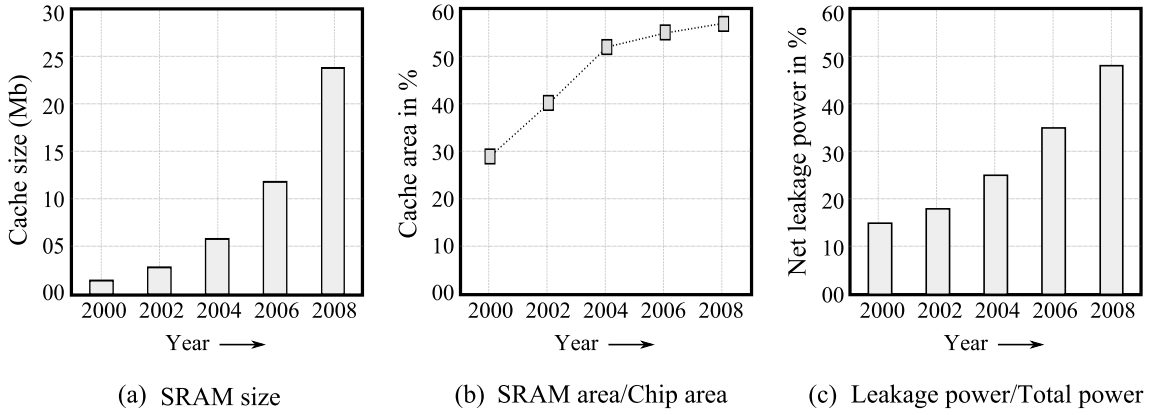 Cache size (Mb)
30
25
20
15
10
05
00
2000 2002 2004 2006 2008
Year
(a) SRAM size
Cache area in %
60
50
40
30
20
10
00
2000 2002 2004 2006 2008
Year
(b) SRAM area/Chip area
Net leakage power in %
60
50
40
30
20
10
00
2000 2002 2004 2006 2008
Year
(c) Leakage power/Total power